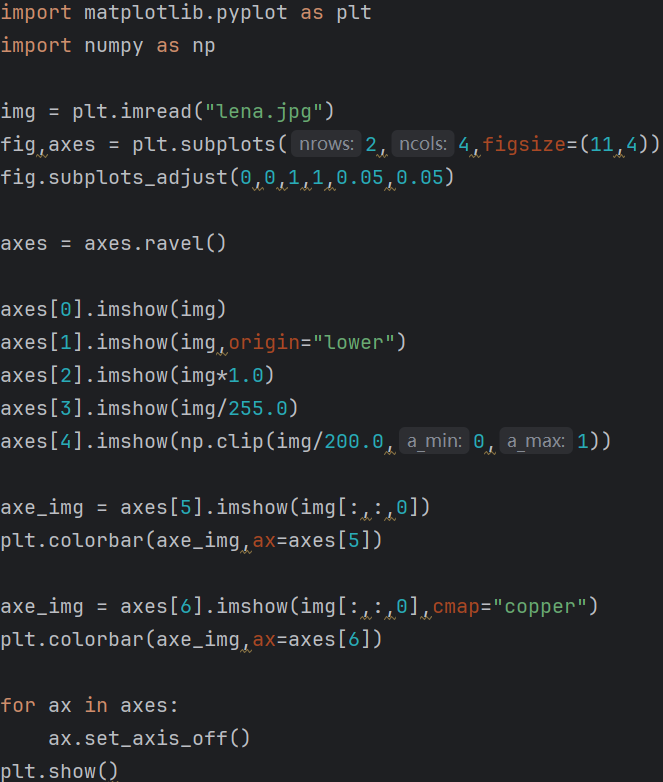 import matplotlib.pyplot as plt
import numpy as np
img = plt.imread("lena.jpg")
fig,axes = plt.subplots( nrows: 2, ncols: 4,figsize=(11,4))
fig.subplots_adjust(0,0,1,1,0.05,0.05)
axes = axes.ravel()
axes[0].imshow(img)
axes[1].imshow(img,origin="lower")
axes[2].imshow(img*1.0)
axes[3].imshow(img/255.0)
axes[4].imshow(np.clip(img/200.0, a_min: 0, a_max: 1))
axe_img = axes[5].imshow(img[:,:,0])
plt.colorbar(axe_img,ax=axes[5])
axe_img = axes[6].imshow(img[:,:,0],cmap="copper")
plt.colorbar(axe_img,ax=axes[6])
for ax in axes:
    ax.set_axis_off()
plt.show()